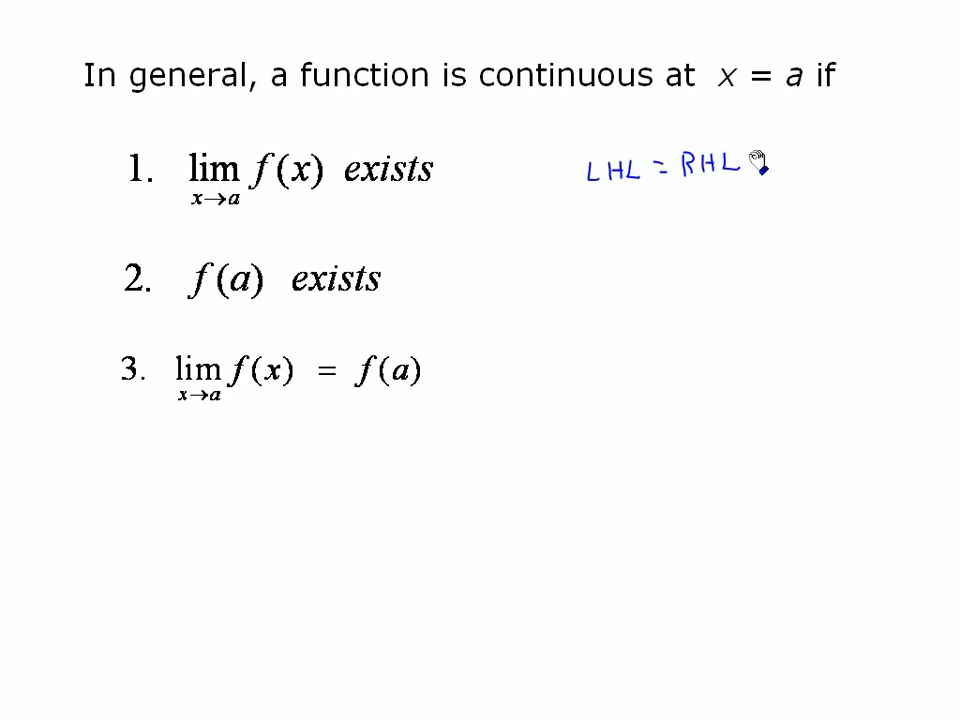 In general, a function is continuous at x = a if
1. lim f(x) exists LHL = RHL
x→a
2. f(a) exists
3. lim f(x) = f(a)
x→a